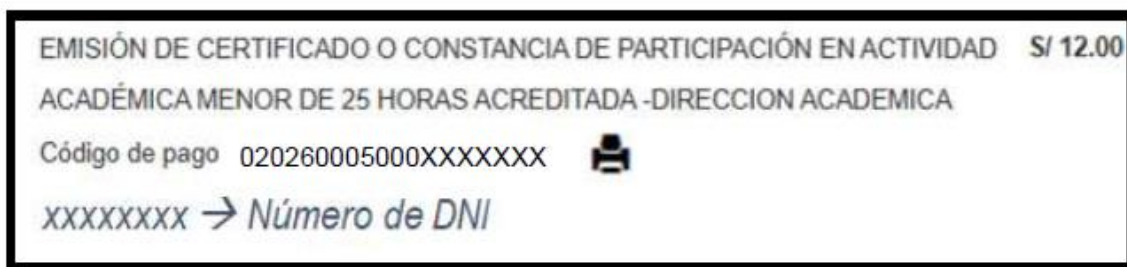 EMISIÓN DE CERTIFICADO O CONSTANCIA DE PARTICIPACIÓN EN ACTIVIDAD S/ 12.00
ACADÉMICA MENOR DE 25 HORAS ACREDITADA -DIRECCION ACADEMICA
Código de pago 020260005000XXXXXXX
xxxxxxxx → Número de DNI